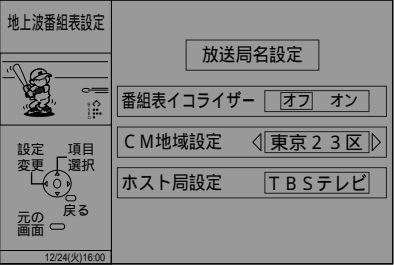 地上波番組表設定
放送局名設定
番組表イコライザー オフ オン
CM地域設定 東京23区
ホスト局設定 TBSテレビ
設定
変更
項目
選択
戻る
元の
画面
12/24(火)16:00